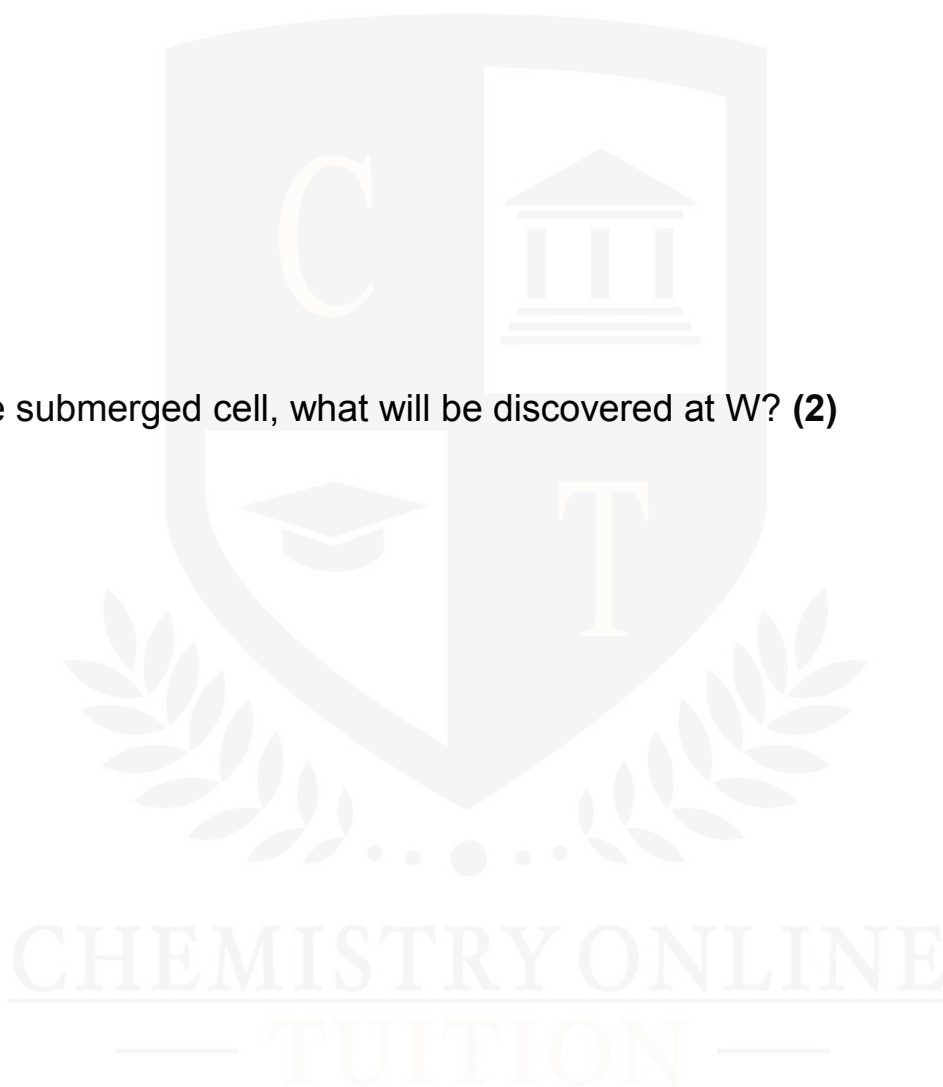 C
submerged cell, what will be discovered at W? (2)
T
CHEMISTRY ONLINE
TUITION